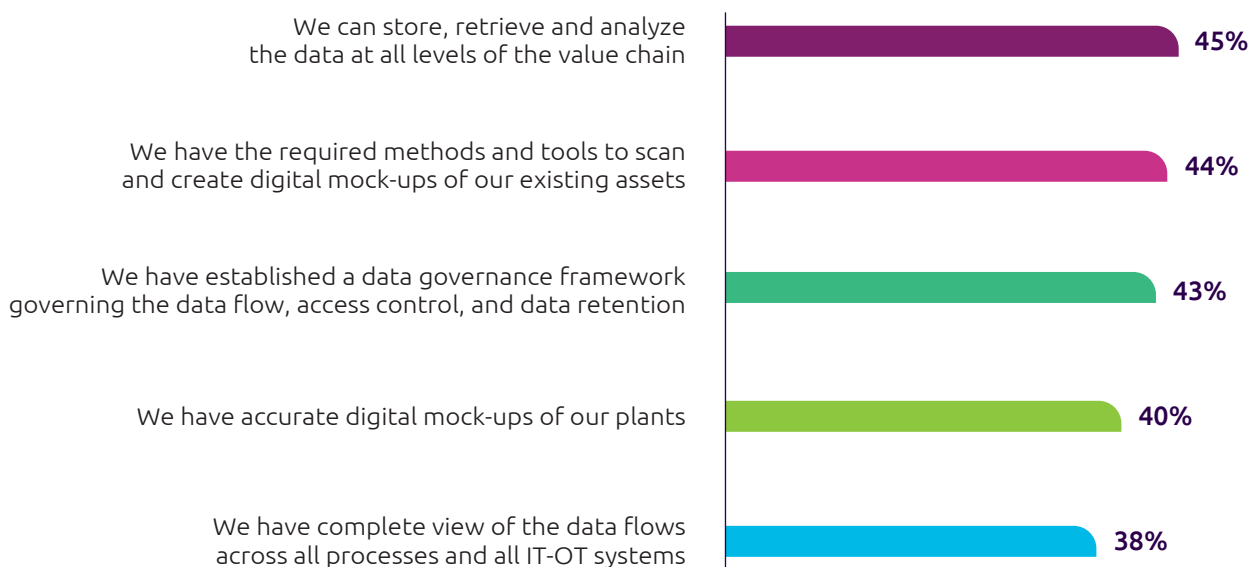 We can store, retrieve and analyze
the data at all levels of the value chain
45%
We have the required methods and tools to scan
and create digital mock-ups of our existing assets
44%
We have established a data governance framework
governing the data flow, access control, and data retention
43%
We have accurate digital mock-ups of our plants
40%
We have complete view of the data flows
across all processes and all IT-OT systems
38%